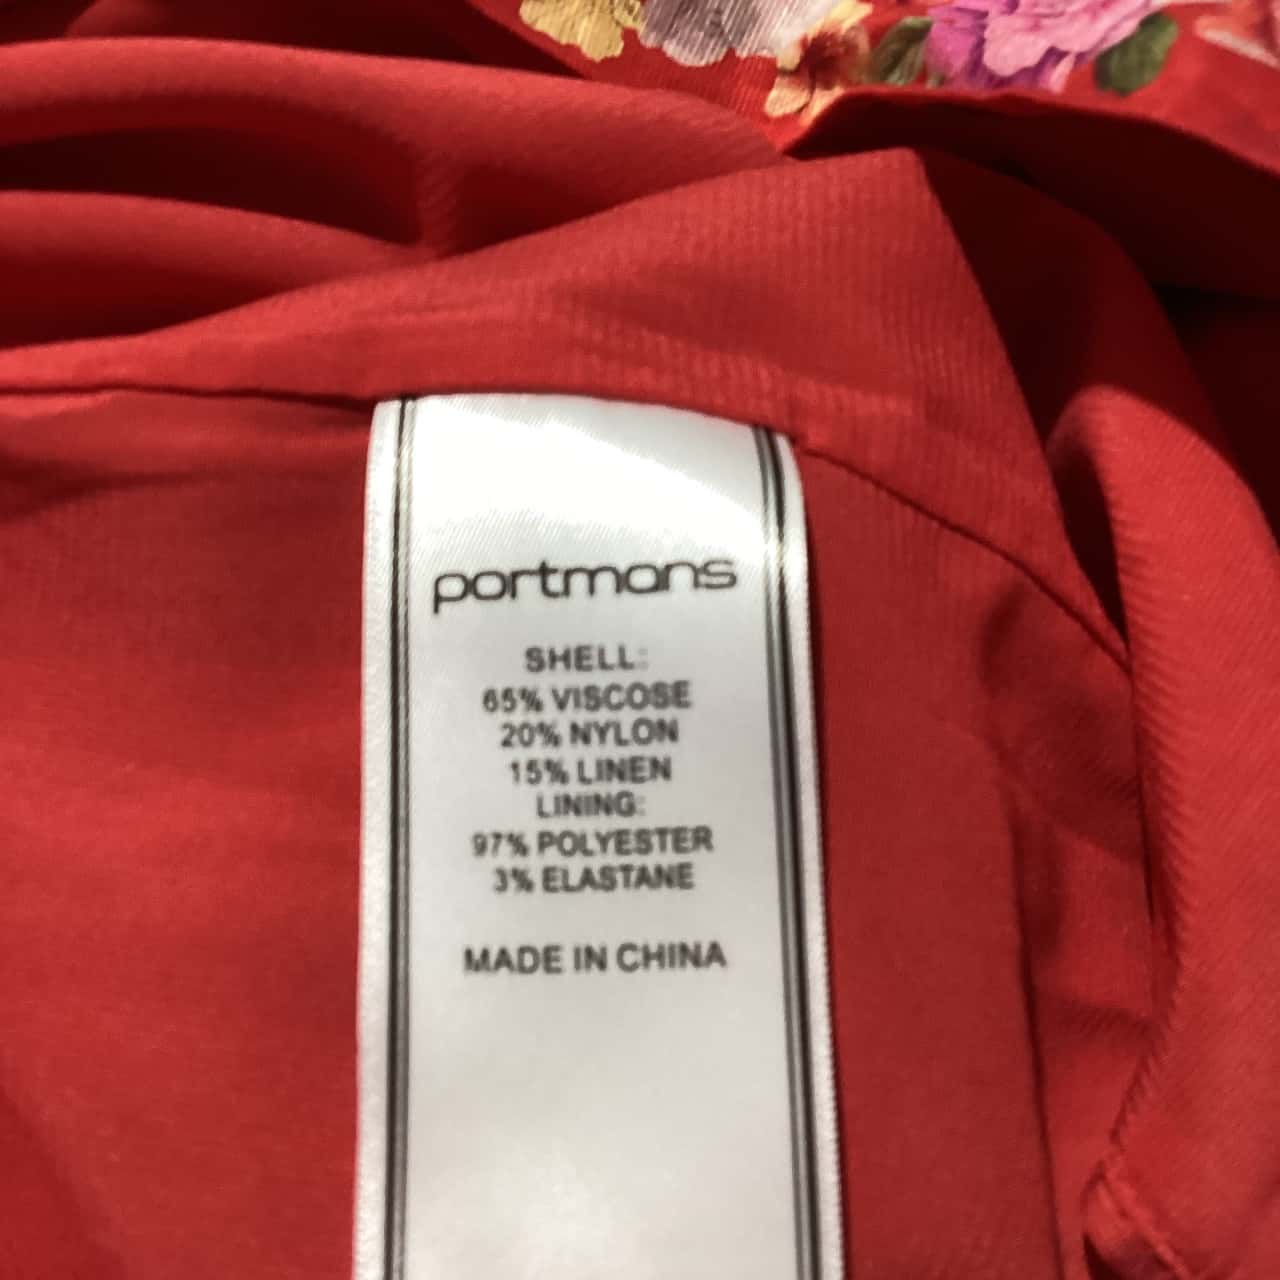 portmans
SHELL:
65% VISCOSE
20% NYLON
15% LINEN
LINING:
97% POLYESTER
3% ELASTANE
MADE IN CHINA